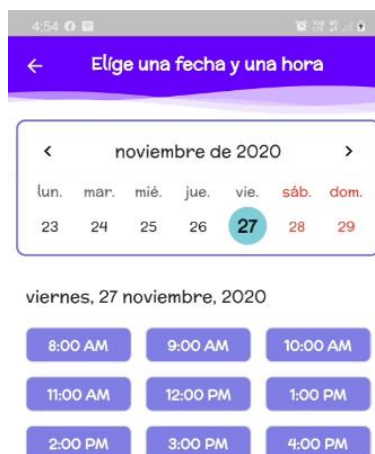 4:54
← Elíge una fecha y una hora
< noviembre de 2020 >
lun. mar. mié. jue. vie. sáb. dom.
23 24 25 26 27 28 29
viernes, 27 noviembre, 2020
8:00 AM 9:00 AM 10:00 AM
11:00 AM 12:00 PM 1:00 PM
2:00 PM 3:00 PM 4:00 PM